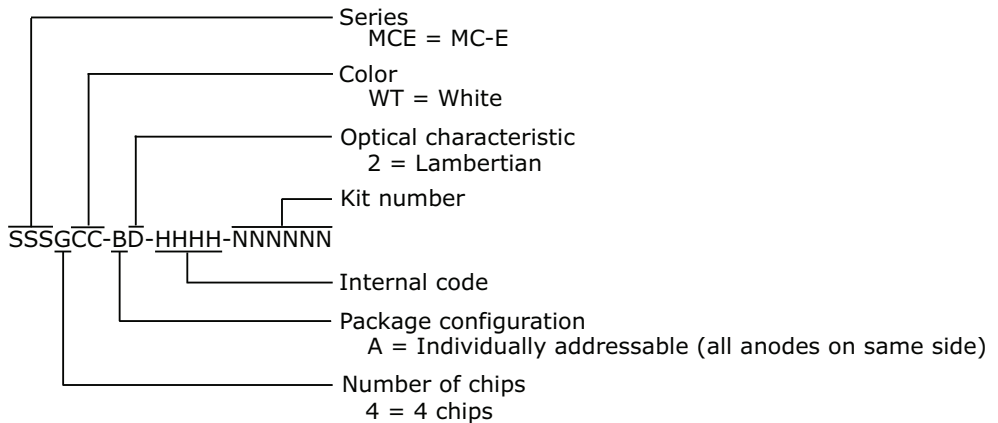 Series
MCE = MC-E
Color
WT = White
Optical characteristic
2 = Lambertian
Kit number
SSSGCC-BD-HHHH-NNNNNN
Internal code
Package configuration
A = Individually addressable (all anodes on same side)
Number of chips
4 = 4 chips